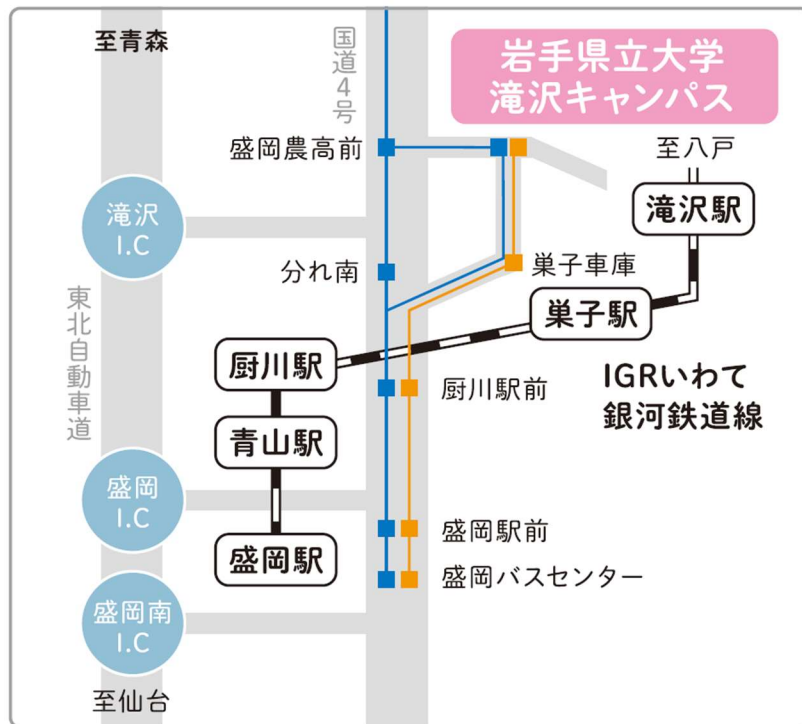 至青森
国道4号
岩手県立大学
滝沢キャンパス
盛岡農高前
至八戸
滝沢駅
滝沢
I.C
分れ南
巣子車庫
巣子駅
東北自動車道
厨川駅
厨川駅前
IGRいわて
銀河鉄道線
青山駅
盛岡
I.C
盛岡駅
盛岡駅前
盛岡バスセンター
盛岡南
I.C
至仙台